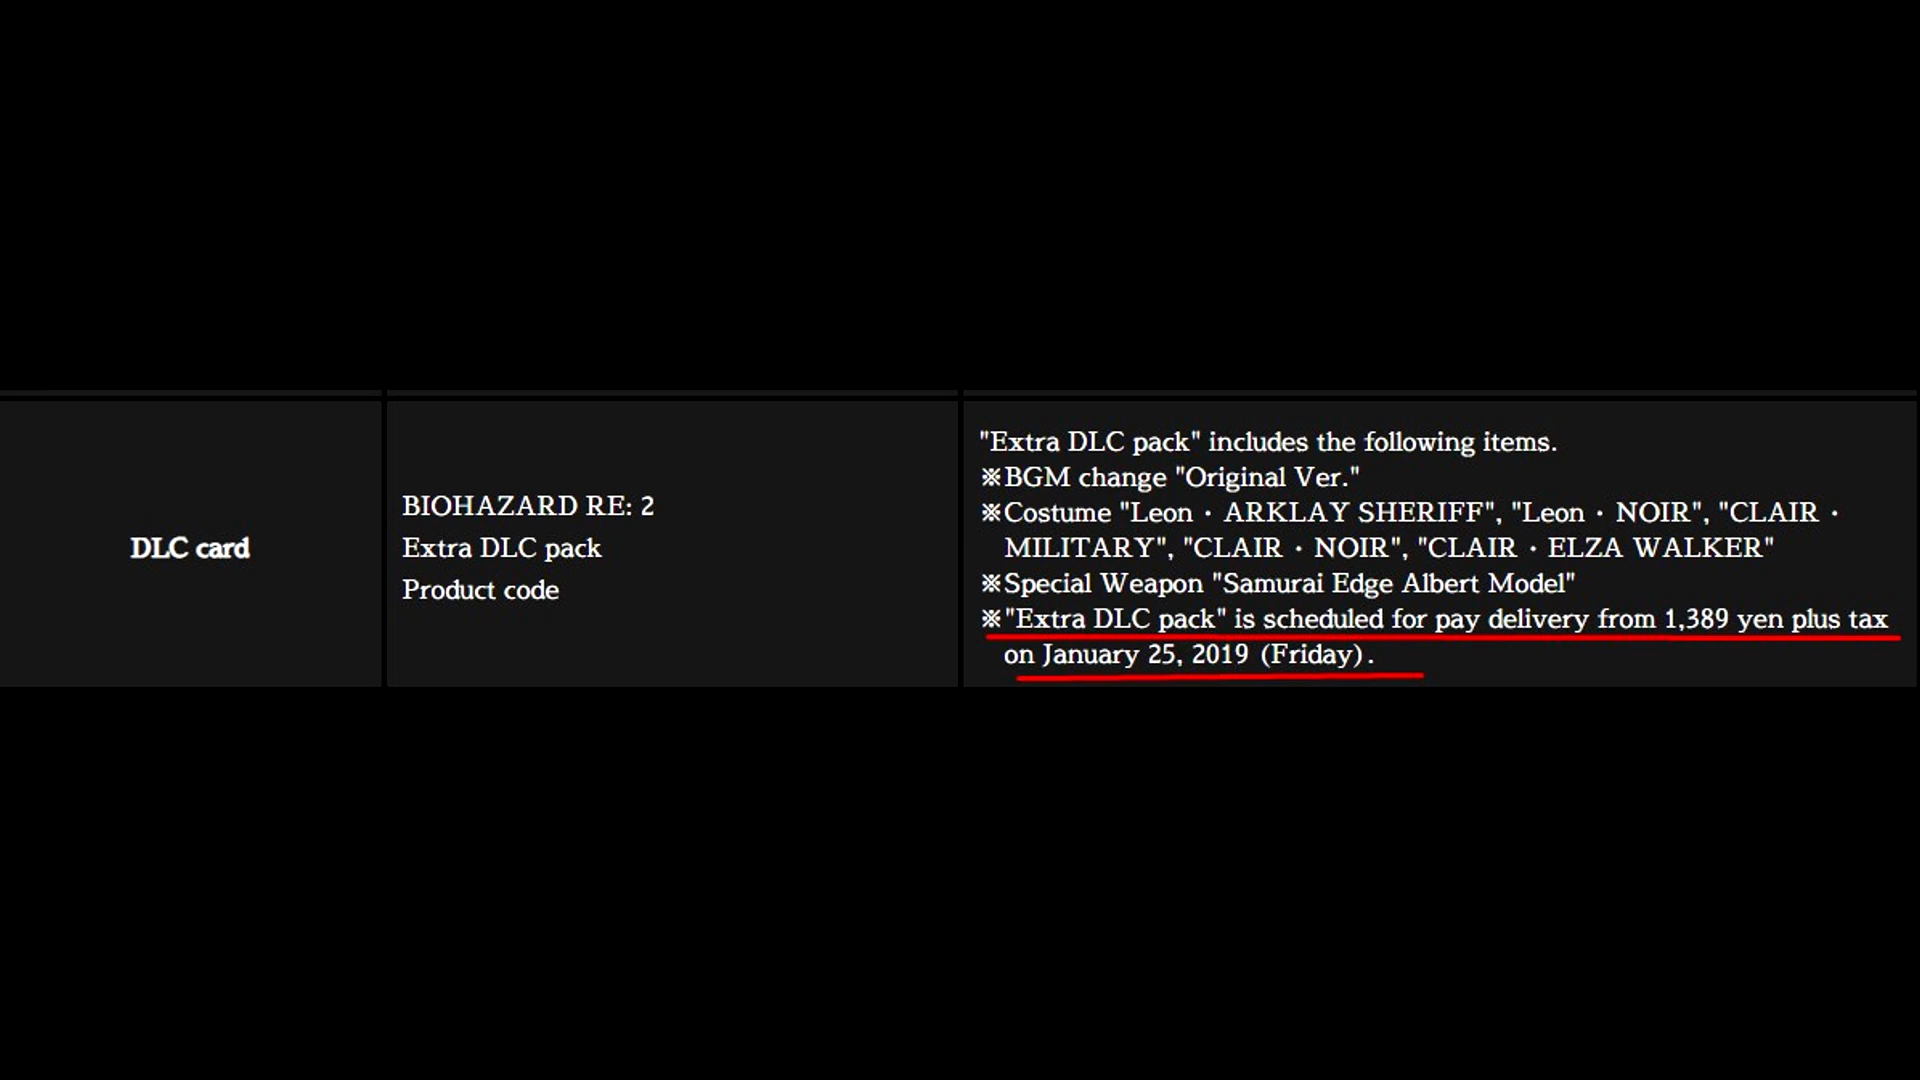 DLC card
BIOHAZARD RE: 2
Extra DLC pack
Product code
"Extra DLC pack" includes the following items.
※BGM change "Original Ver."
※Costume "Leon・ARKLAY SHERIFF", "Leon・NOIR", "CLAIR・
MILITARY", "CLAIR・NOIR", "CLAIR・ELZA WALKER"
※Special Weapon "Samurai Edge Albert Model"
※"Extra DLC pack" is scheduled for pay delivery from 1,389 yen plus tax
on January 25, 2019 (Friday).